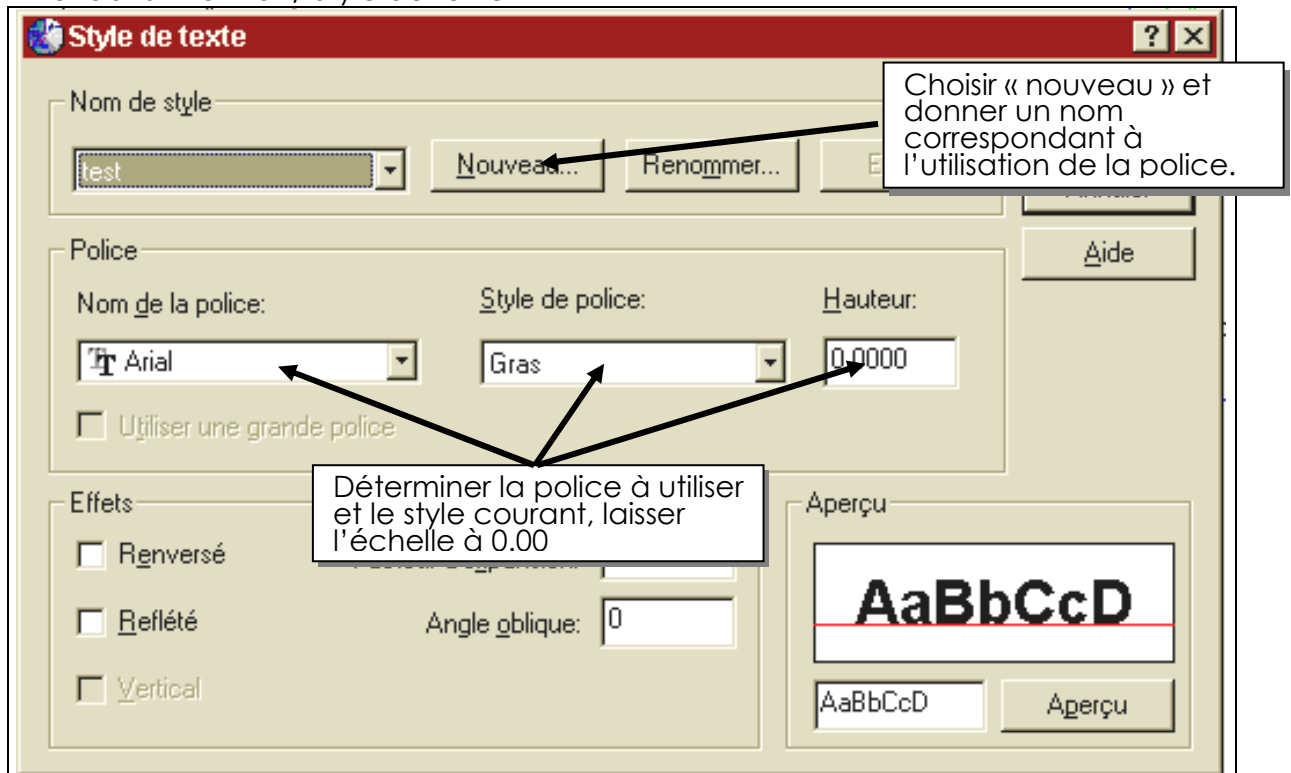 Style de texte
Nom de style
Choisir « nouveau » et
donner un nom
correspondant à
l’utilisation de la police.
test
Nouveau...
Renommer...
Police
Aide
Nom de la police:
Style de police:
Hauteur:
Arial
Gras
0.0000
Utiliser une grande police
Déterminer la police à utiliser
et le style courant, laisser
l’échelle à 0.00
Effets
Aperçu
Renversé
AaBbCcD
Reflété
Angle oblique: 0
Vertical
AaBbCcD
Aperçu